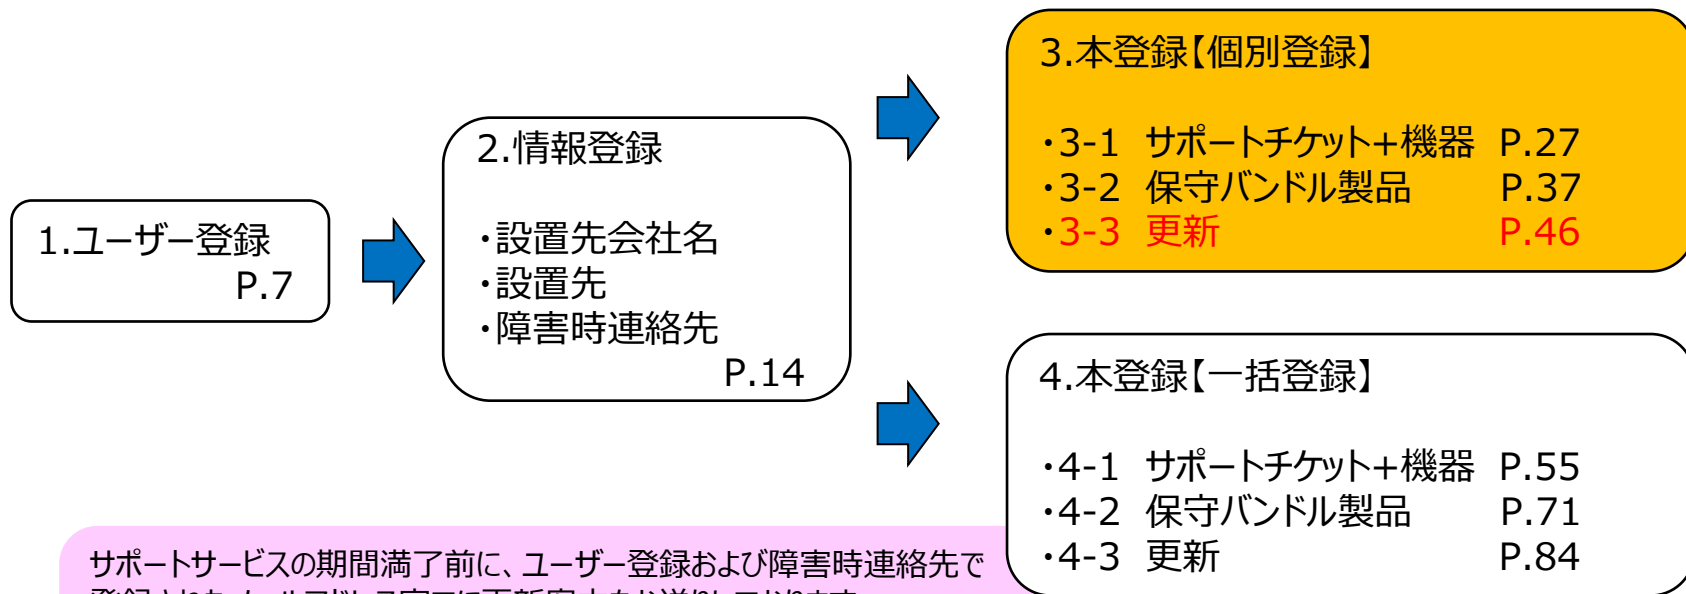 1.ユーザー登録
P.7
2.情報登録
・設置先会社名
・設置先
・障害時連絡先
P.14
3.本登録【個別登録】
・3-1 サポートチケット+機器 P.27
・3-2 保守バンドル製品 P.37
・3-3 更新 P.46
4.本登録【一括登録】
・4-1 サポートチケット+機器 P.55
・4-2 保守バンドル製品 P.71
・4-3 更新 P.84
サポートサービスの期間満了前に、ユーザー登録および障害時連絡先で